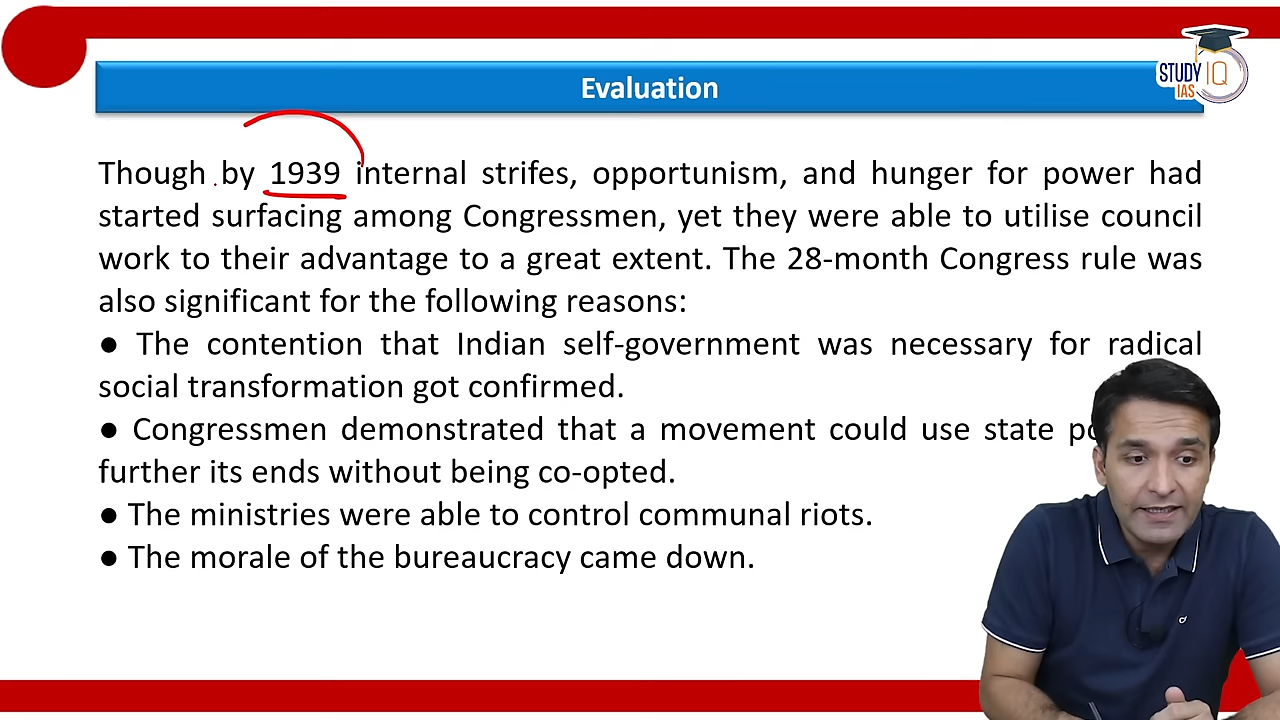 Evaluation
STUDY IQ
IAS
Though by 1939 internal strifes, opportunism, and hunger for power had
started surfacing among Congressmen, yet they were able to utilise council
work to their advantage to a great extent. The 28-month Congress rule was
also significant for the following reasons:
● The contention that Indian self-government was necessary for radical
social transformation got confirmed.
● Congressmen demonstrated that a movement could use state
further its ends without being co-opted.
● The ministries were able to control communal riots.
● The morale of the bureaucracy came down.